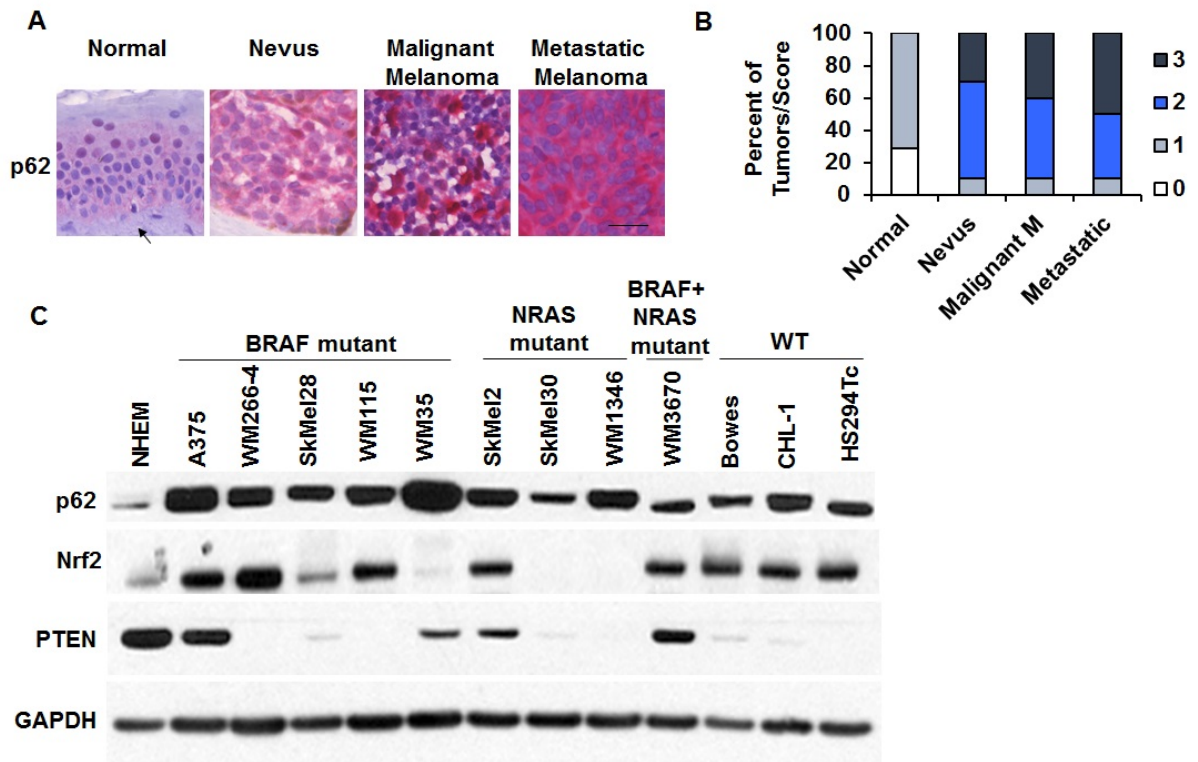 A
Normal
Nevus
Malignant
Melanoma
Metastatic
Melanoma
p62
B
Percent of
Tumors/Score
100
80
60
40
20
0
Normal
Nevus
Malignant M
Metastatic
3
2
1
0
C
BRAF mutant
NRAS
mutant
BRAF+
NRAS
mutant
WT
NHEM
A375
WM266-4
SkMel28
WM115
WM35
SkMel2
SkMel30
WM1346
WM3670
Bowes
CHL-1
HS294Tc
p62
Nrf2
PTEN
GAPDH